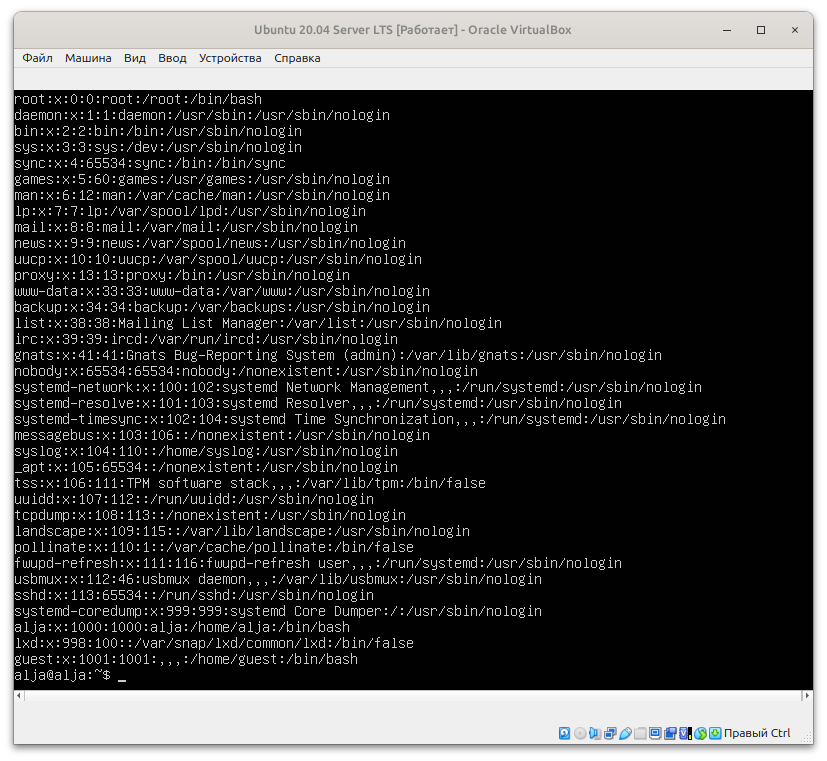 Ubuntu 20.04 Server LTS [Работает] - Oracle VirtualBox
Файл Машина Вид Ввод Устройства Справка
root:x:0:0:root:/root:/bin/bash
daemon:x:1:1:daemon:/usr/sbin:/usr/sbin/nologin
bin:x:2:2:bin:/bin:/usr/sbin/nologin
sys:x:3:3:sys:/dev:/usr/sbin/nologin
sync:x:4:65534:sync:/bin:/bin/sync
games:x:5:60:games:/usr/games:/usr/sbin/nologin
man:x:6:12:man:/var/cache/man:/usr/sbin/nologin
lp:x:7:7:lp:/var/spool/lpd:/usr/sbin/nologin
mail:x:8:8:mail:/var/mail:/usr/sbin/nologin
news:x:9:9:news:/var/spool/news:/usr/sbin/nologin
uucp:x:10:10:uucp:/var/spool/uucp:/usr/sbin/nologin
proxy:x:13:13:proxy:/bin:/usr/sbin/nologin
www-data:x:33:33:www-data:/var/www:/usr/sbin/nologin
backup:x:34:34:backup:/var/backups:/usr/sbin/nologin
list:x:38:38:Mailing List Manager:/var/list:/usr/sbin/nologin
irc:x:39:39:ircd:/var/run/ircd:/usr/sbin/nologin
gnats:x:41:41:Gnats Bug-Reporting System (admin):/var/lib/gnats:/usr/sbin/nologin
nobody:x:65534:65534:nobody:/nonexistent:/usr/sbin/nologin
systemd-network:x:100:102:systemd Network Management,,,:/run/systemd:/usr/sbin/nologin
systemd-resolve:x:101:103:systemd Resolver,,,:/run/systemd:/usr/sbin/nologin
systemd-timesync:x:102:104:systemd Time Synchronization,,,:/run/systemd:/usr/sbin/nologin
messagebus:x:103:106::/nonexistent:/usr/sbin/nologin
syslog:x:104:110::/home/syslog:/usr/sbin/nologin
_apt:x:105:65534::/nonexistent:/usr/sbin/nologin
tss:x:106:111:TPM software stack,,,:/var/lib/tpm:/bin/false
uuidd:x:107:112::/run/uuidd:/usr/sbin/nologin
tcpdump:x:108:113::/nonexistent:/usr/sbin/nologin
landscape:x:109:115::/var/lib/landscape:/usr/sbin/nologin
pollinate:x:110:1::/var/cache/pollinate:/bin/false
fwupd-refresh:x:111:116:fwupd-refresh user,,,:/run/systemd:/usr/sbin/nologin
usbmux:x:112:46:usbmux daemon,,,:/var/lib/usbmux:/usr/sbin/nologin
sshd:x:113:65534::/run/sshd:/usr/sbin/nologin
systemd-coredump:x:999:999:systemd Core Dumper:/:/usr/sbin/nologin
alja:x:1000:1000:alja:/home/alja:/bin/bash
lxd:x:998:100::/var/snap/lxd/common/lxd:/bin/false
guest:x:1001:1001:,,,:/home/guest:/bin/bash
alja@alja:~$ _
Правый Ctrl